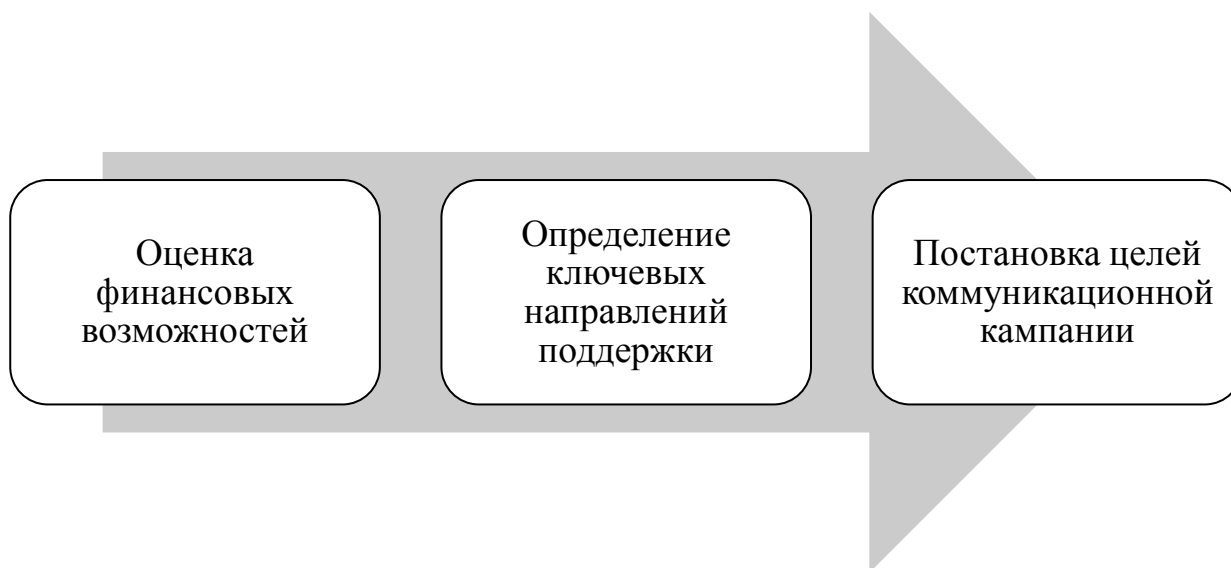 Оценка
финансовых
возможностей
Определение
ключевых
направлений
поддержки
Постановка целей
коммуникационной
кампании